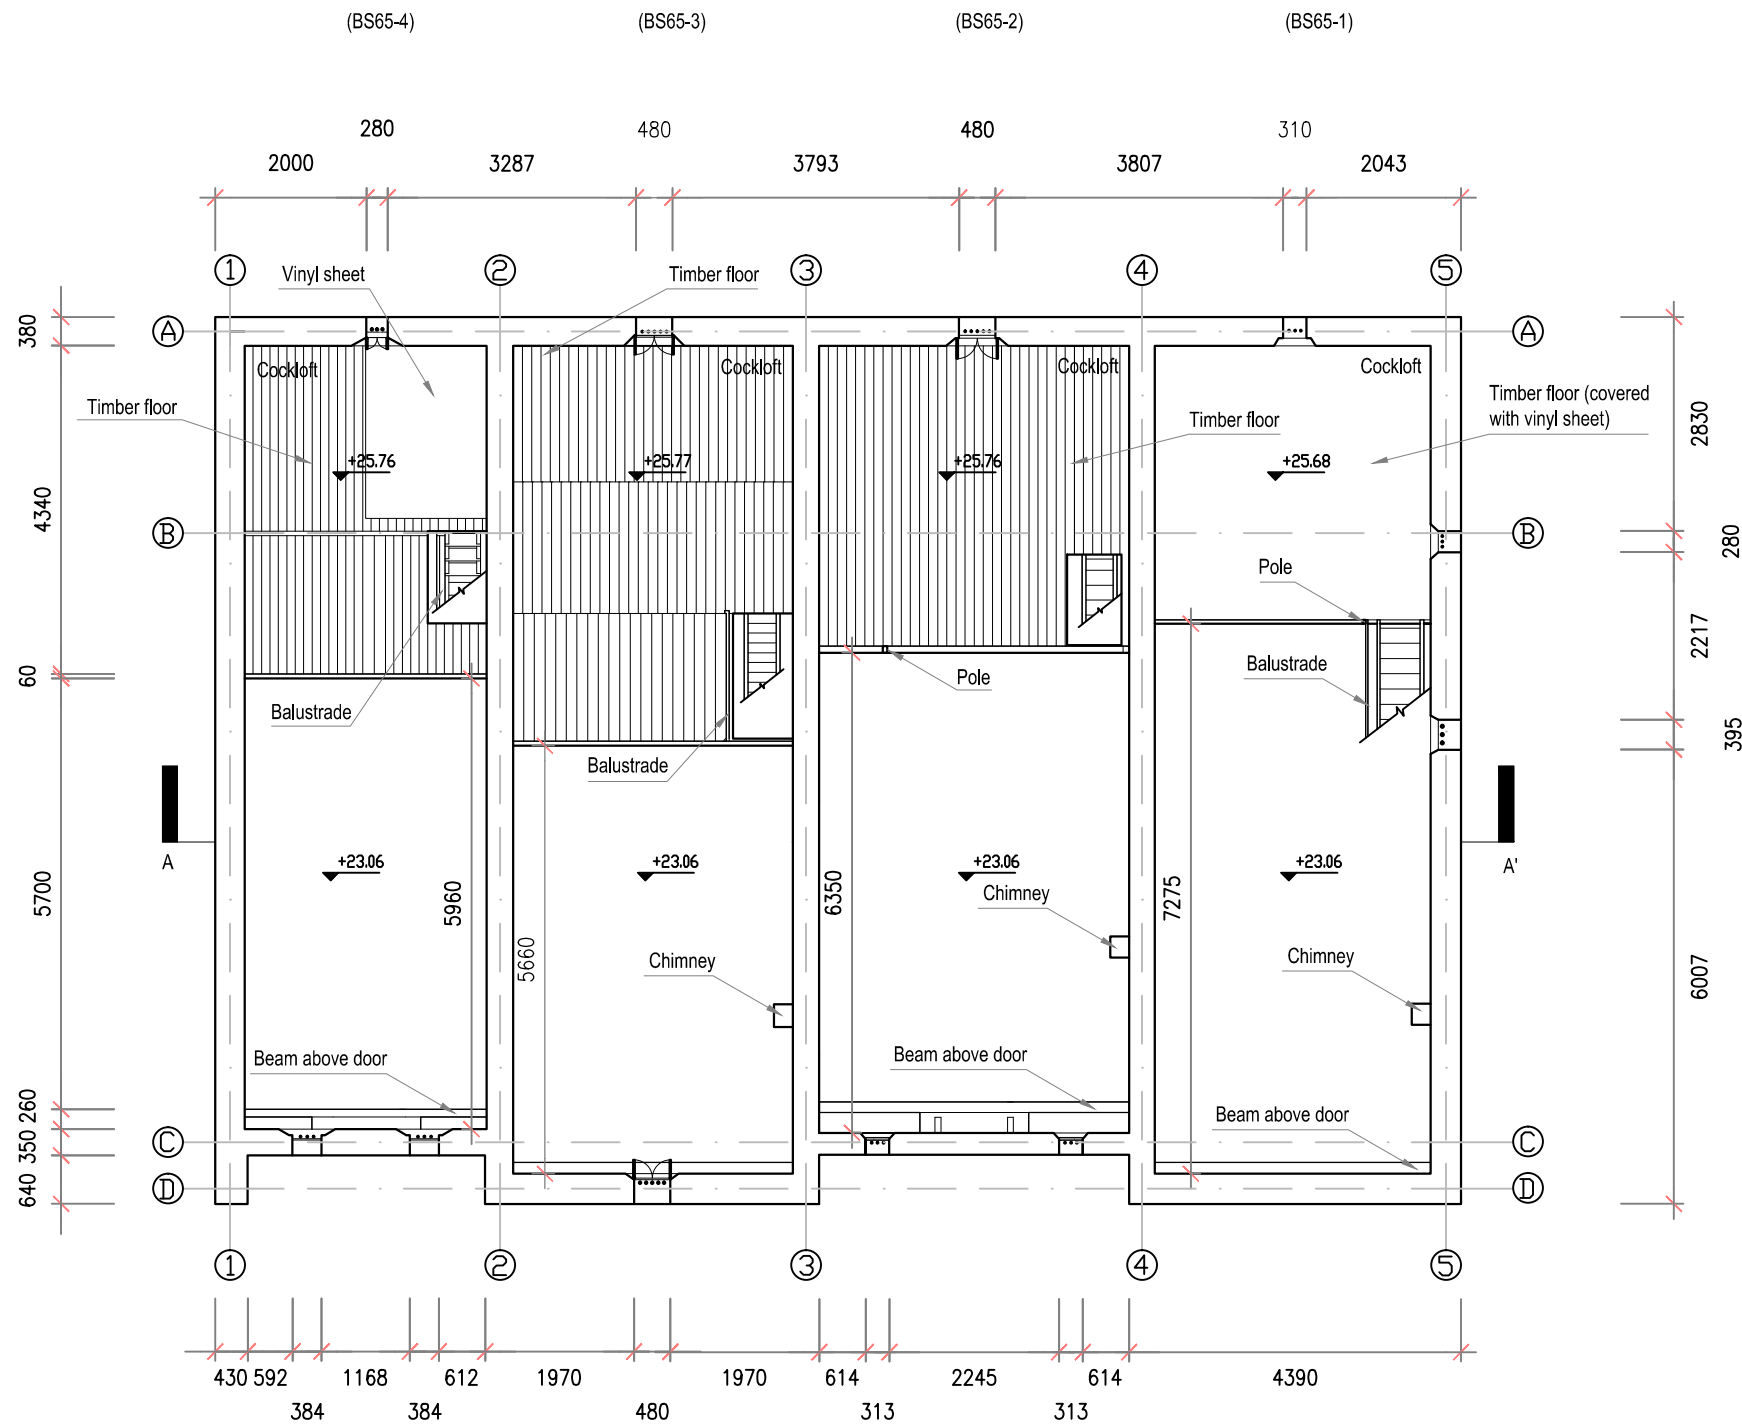 (BS65-4) (BS65-3) (BS65-2) (BS65-1)
280 480 480 310
2000 3287 3793 3807 2043
1 2 3 4 5
Vinyl sheet Timber floor
A A
380
Cockloft Cockloft Cockloft Cockloft
Timber floor (covered
with vinyl sheet)
Timber floor
Timber floor
2830
+25.76 +25.77 +25.76 +25.68
4340
B B
280
Pole
2217
Balustrade
60
Pole
Balustrade
395
Balustrade
A +23.06 +23.06 +23.06 +23.06 A'
5700 5960 6350 7275
Chimney
5660
Chimney Chimney
6007
Beam above door Beam above door
260
Beam above door
C C
350
D D
640
1 2 3 4 5
430 592 1168 612 1970 1970 614 2245 614 4390
384 384 480 313 313